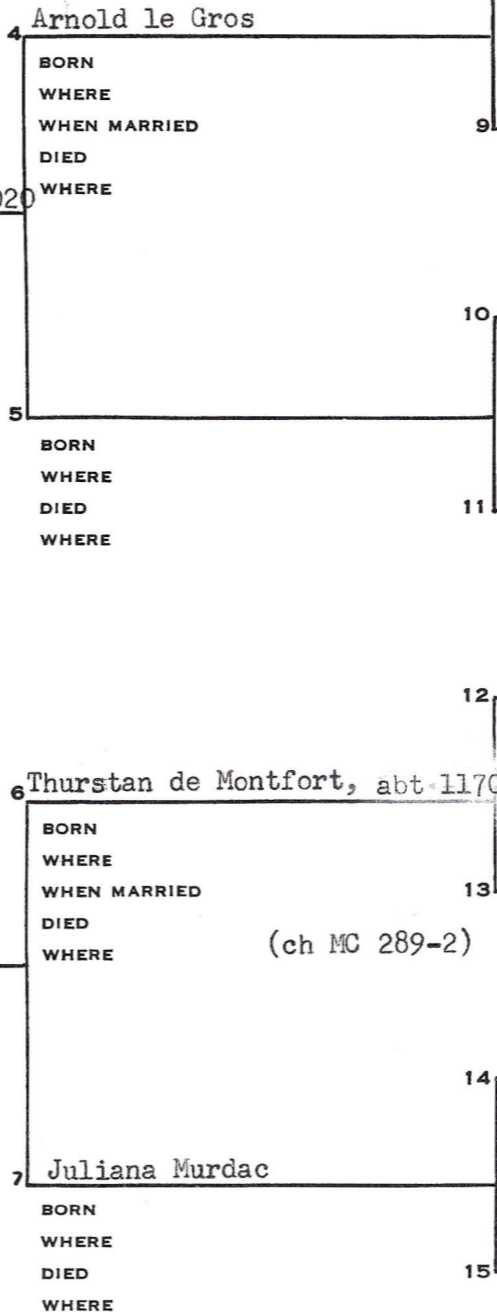 4 Arnold le Gros
BORN
WHERE
WHEN MARRIED
9
DIED
WHERE
020
10
5
BORN
WHERE
DIED
11
WHERE
12
6 Thurstan de Montfort, abt 1170
BORN
WHERE
WHEN MARRIED
13
DIED
WHERE (ch MC 289-2)
14
7 Juliana Murdac
BORN
WHERE
DIED
15
WHERE